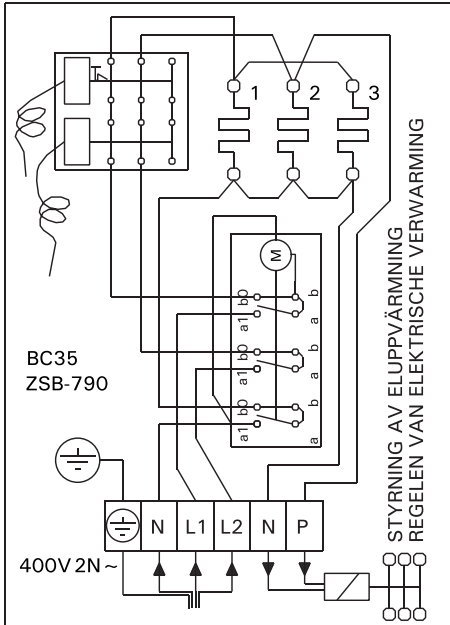 1 2 3
M
b0 b
a1 a
b0 b
a1 a
b0 b
a1 a
BC35
ZSB-790
STYRNING AV ELUPPVÄRMNING
REGELEN VAN ELEKTRISCHE VERWARMING
N L1 L2 N P
400V 2N~